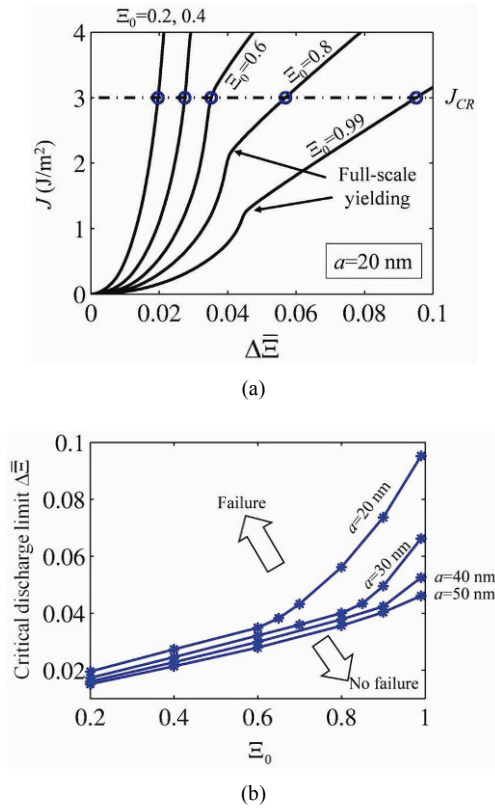 Ξ₀=0.2, 0.4
Ξ₀=0.6
Ξ₀=0.8
Ξ₀=0.99
J_CR
Full-scale
yielding
a=20 nm
J (J/m²)
4
3
2
1
0
0 0.02 0.04 0.06 0.08 0.1
ΔΞ̄
(a)
Critical discharge limit ΔΞ̄
0.1
0.08
0.06
0.04
0.02
Failure
a=20 nm
a=30 nm
a=40 nm
a=50 nm
No failure
0.2 0.4 0.6 0.8 1
Ξ₀
(b)